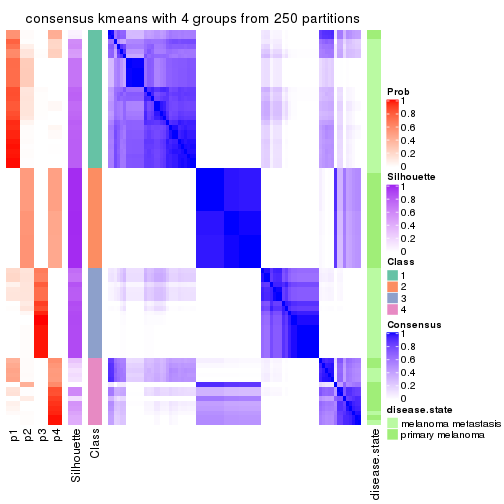 consensus kmeans with 4 groups from 250 partitions
Prob
1
0.8
0.6
0.4
0.2
0
Silhouette
1
0.8
0.6
0.4
0.2
0
Class
1
2
3
4
Consensus
1
0.8
0.6
0.4
0.2
0
disease.state
melanoma metastasis
primary melanoma
p1
p2
p3
p4
Silhouette
Class
disease.state